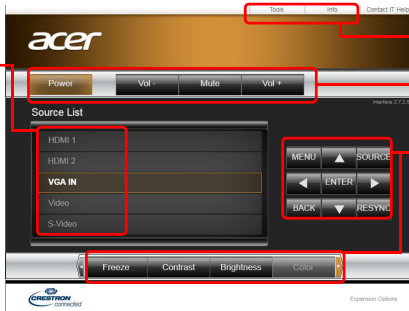 Tools Info Contact IT Help
acer
Power Vol - Mute Vol +
Interface 2.7.2.
Source List
HDMI 1
HDMI 2
VGA IN
Video
S-Video
MENU SOURCE
ENTER
BACK RESYNC
Freeze Contrast Brightness Color
CRESTRON
connected
Expansion Options